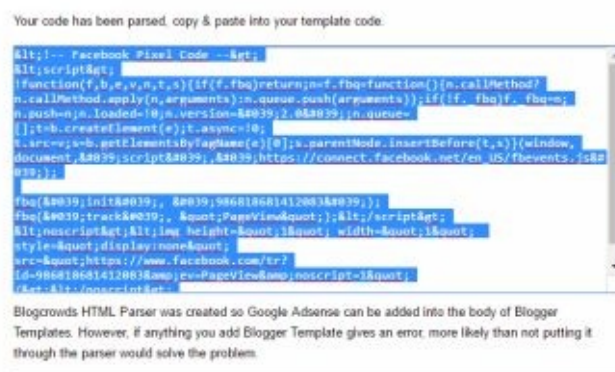 Your code has been parsed, copy & paste into your template code.
&lt;!-- Facebook Pixel Code --&gt;
&lt;script&gt;
!function(f,b,e,v,n,t,s){if(f.fbq)return;n=f.fbq=function(){n.callMethod?
n.callMethod.apply(n,arguments):n.queue.push(arguments)};if(!f._fbq)f._fbq=n;
n.push=n;n.loaded=!0;n.version=&#039;2.0&#039;;n.queue=
[];t=b.createElement(e);t.async=!0;
t.src=v;s=b.getElementsByTagName(e)[0];s.parentNode.insertBefore(t,s)}(window,
document,&#039;script&#039;,&#039;https://connect.facebook.net/en_US/fbevents.js&#
039;);
fbq(&#039;init&#039;, &#039;986818681412083&#039;);
fbq(&#039;track&#039;, &quot;PageView&quot;);&lt;/script&gt;
&lt;noscript&gt;&lt;img height=&quot;1&quot; width=&quot;1&quot;
style=&quot;display:none&quot;
src=&quot;https://www.facebook.com/tr?
id=986818681412083&amp;ev=PageView&amp;noscript=1&quot;
/&gt;&lt;/noscript&gt;
Blogcrowds HTML Parser was created so Google Adsense can be added into the body of Blogger
Templates. However, if anything you add Blogger Template gives an error, more likely than not putting it
through the parser would solve the problem.